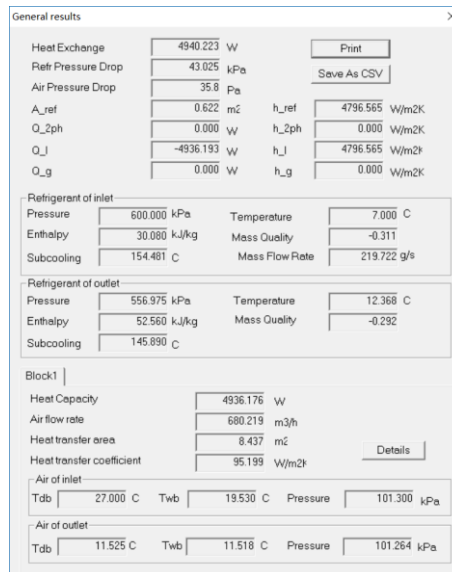 General results
Heat Exchange 4940.223 W Print
Refr Pressure Drop 43.025 kPa Save As CSV
Air Pressure Drop 35.8 Pa
A_ref 0.622 m2 h_ref 4796.565 W/m2K
Q_2ph 0.000 W h_2ph 0.000 W/m2K
Q_l -4936.193 W h_l 4796.565 W/m2K
Q_g 0.000 W h_g 0.000 W/m2K
Refrigerant of inlet
Pressure 600.000 kPa Temperature 7.000 C
Enthalpy 30.080 kJ/kg Mass Quality -0.311
Subcooling 154.481 C Mass Flow Rate 219.722 g/s
Refrigerant of outlet
Pressure 556.975 kPa Temperature 12.368 C
Enthalpy 52.560 kJ/kg Mass Quality -0.292
Subcooling 145.890 C
Block1
Heat Capacity 4936.176 W
Air flow rate 680.219 m3/h
Heat transfer area 8.437 m2
Details
Heat transfer coefficient 95.199 W/m2K
Air of inlet
Tdb 27.000 C Twb 19.530 C Pressure 101.300 kPa
Air of outlet
Tdb 11.525 C Twb 11.518 C Pressure 101.264 kPa